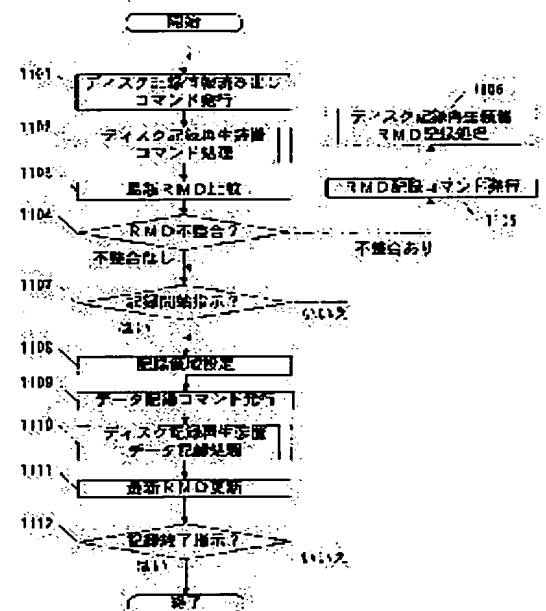 開始
1101
ディスク記録情報読み出し
コマンド発行
1102
ディスク記録再生装置
コマンド処理
1103
最新RMD比較
1104
RMD不整合?
不整合なし
不整合あり
1105
RMD記録コマンド発行
1106
ディスク記録再生装置
RMD記録処理
1107
記録開始指示?
はい
いいえ
1108
記録領域設定
1109
データ記録コマンド発行
1110
ディスク記録再生装置
データ記録処理
1111
最新RMD更新
1112
記録終了指示?
はい
いいえ
終了